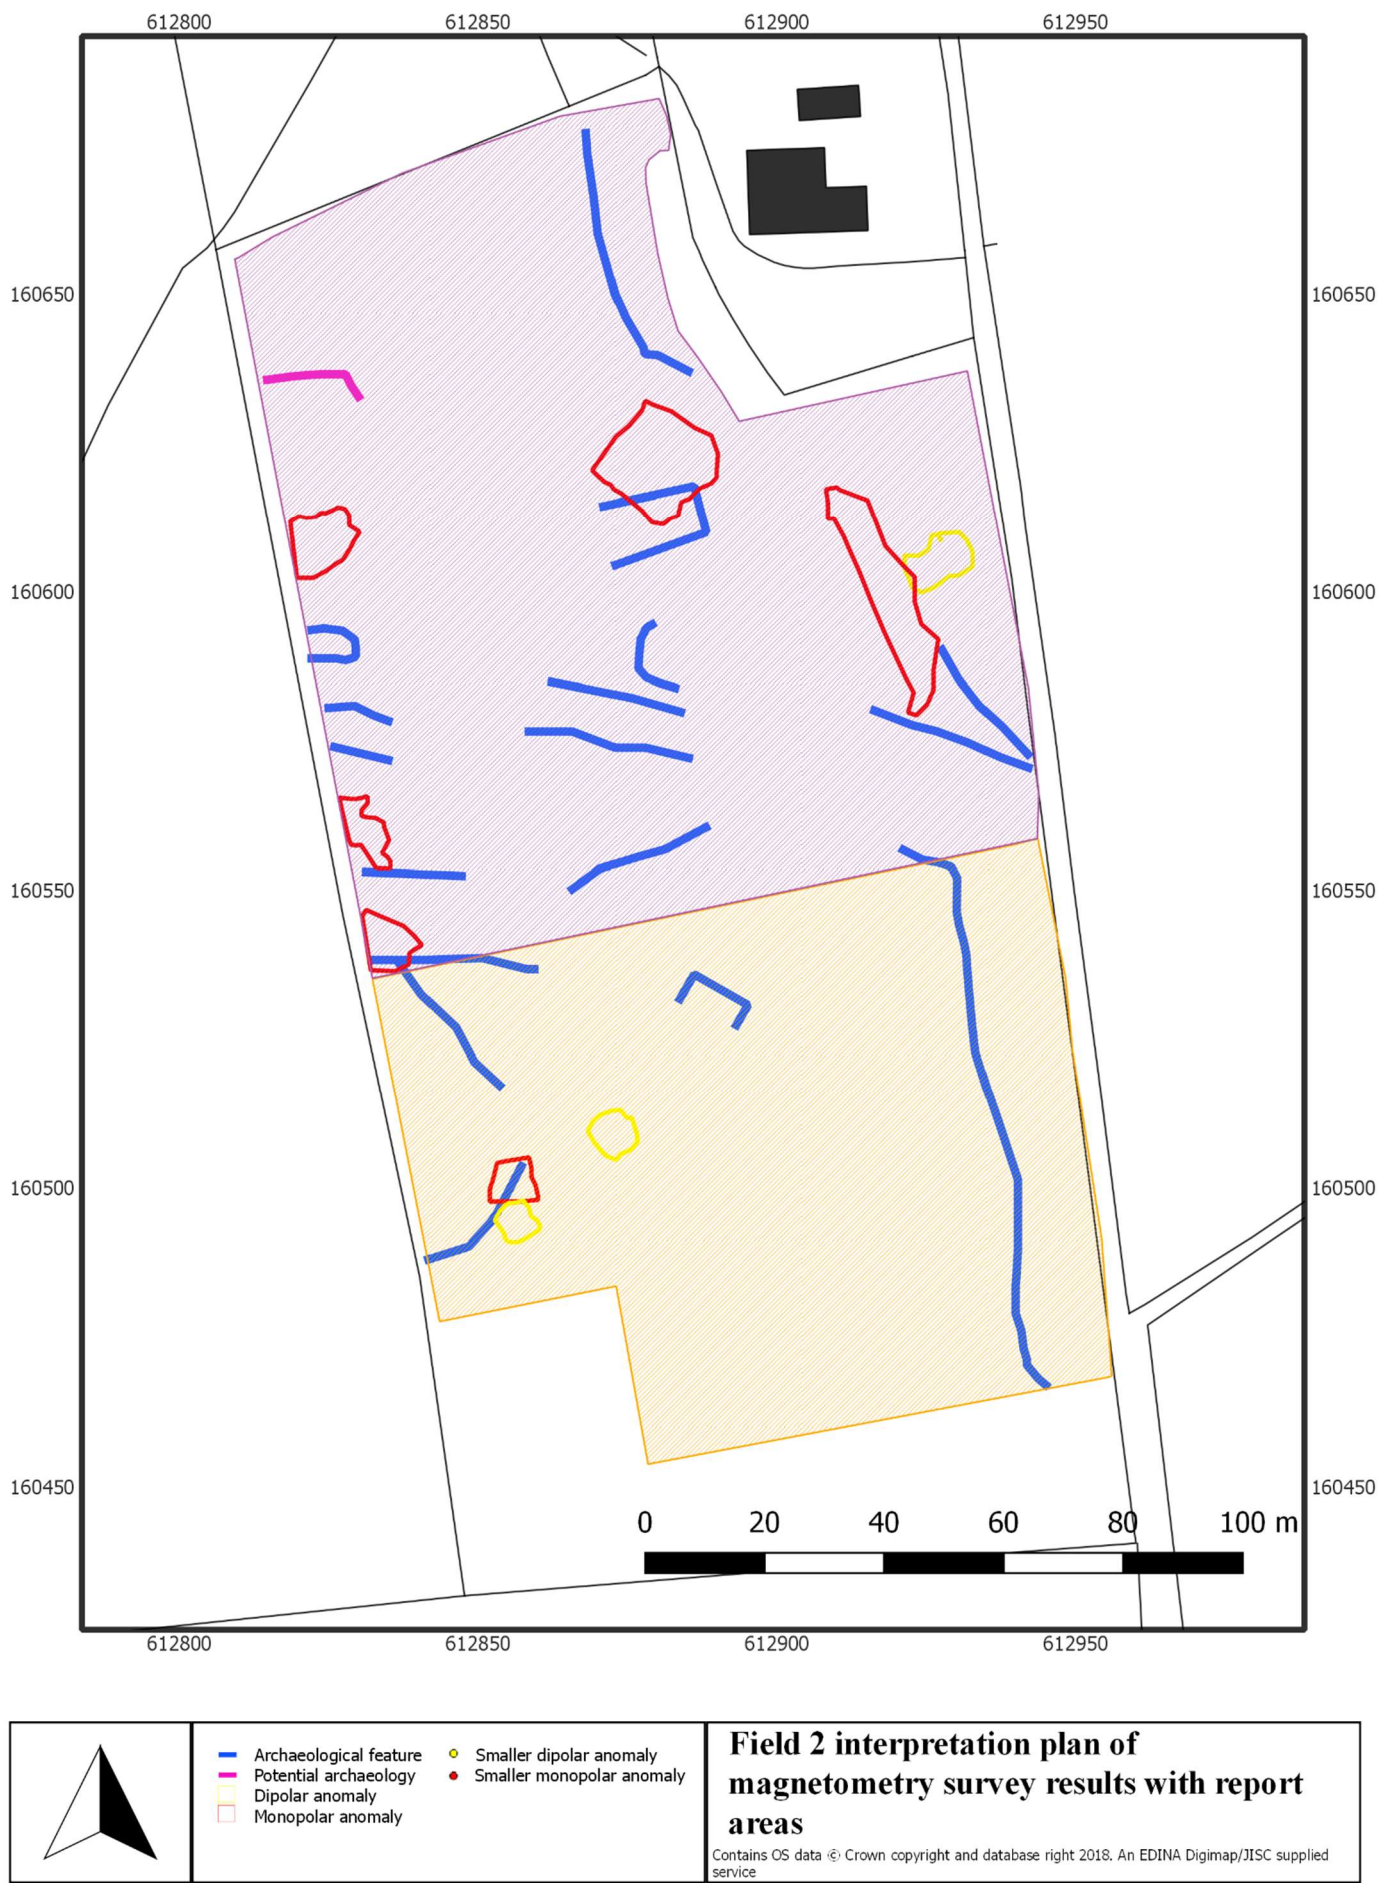 612800 612850 612900 612950
160650 160650
160600 160600
160550 160550
160500 160500
160450 160450
0 20 40 60 80 100 m
612800 612850 612900 612950
Archaeological feature
Potential archaeology
Dipolar anomaly
Monopolar anomaly
Smaller dipolar anomaly
Smaller monopolar anomaly
Field 2 interpretation plan of
magnetometry survey results with report
areas
Contains OS data © Crown copyright and database right 2018. An EDINA Digimap/JISC supplied
service